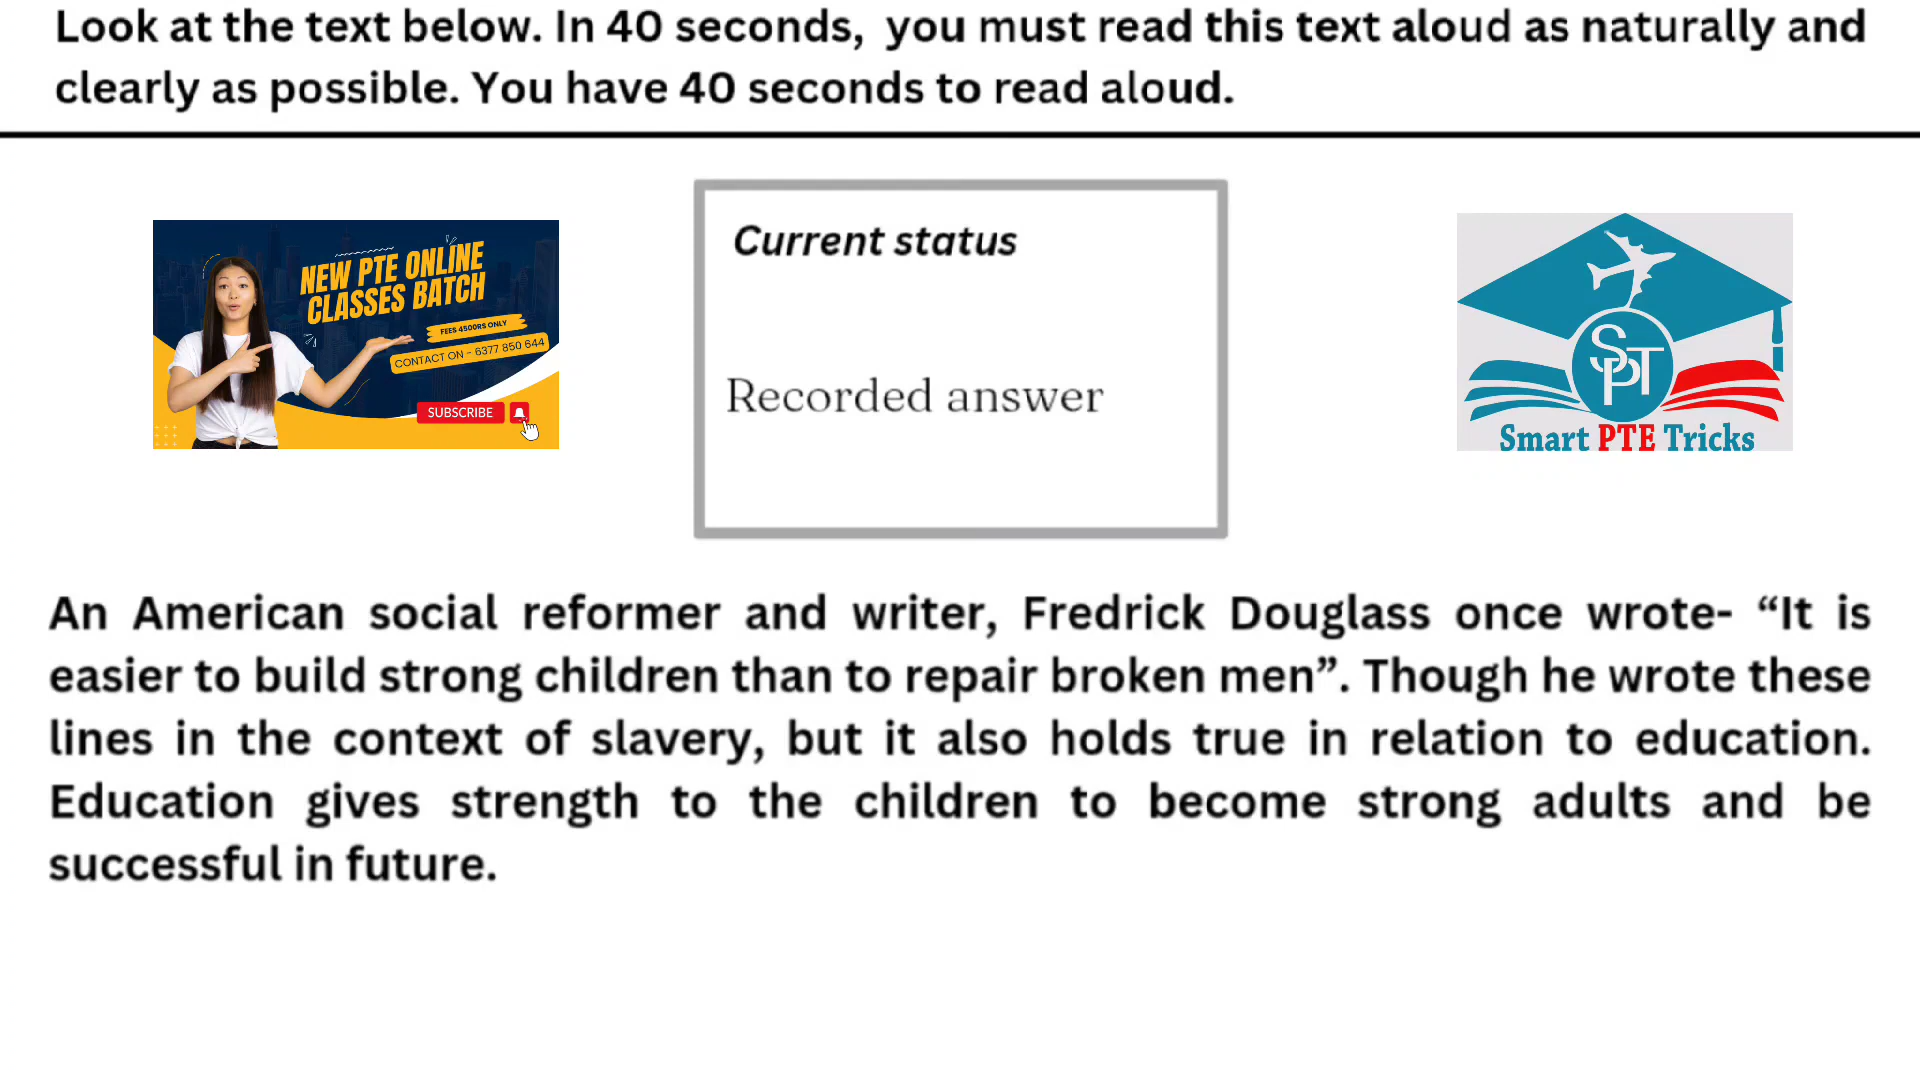 Look at the text below. In 40 seconds, you must read this text aloud as naturally and
clearly as possible. You have 40 seconds to read aloud.
NEW PTE ONLINE
CLASSES BATCH
FEES 4500RS ONLY
CONTACT ON - 6377 850 644
SUBSCRIBE
Current status
Recorded answer
SPT
Smart PTE Tricks
An American social reformer and writer, Fredrick Douglass once wrote- “It is
easier to build strong children than to repair broken men”. Though he wrote these
lines in the context of slavery, but it also holds true in relation to education.
Education gives strength to the children to become strong adults and be
successful in future.